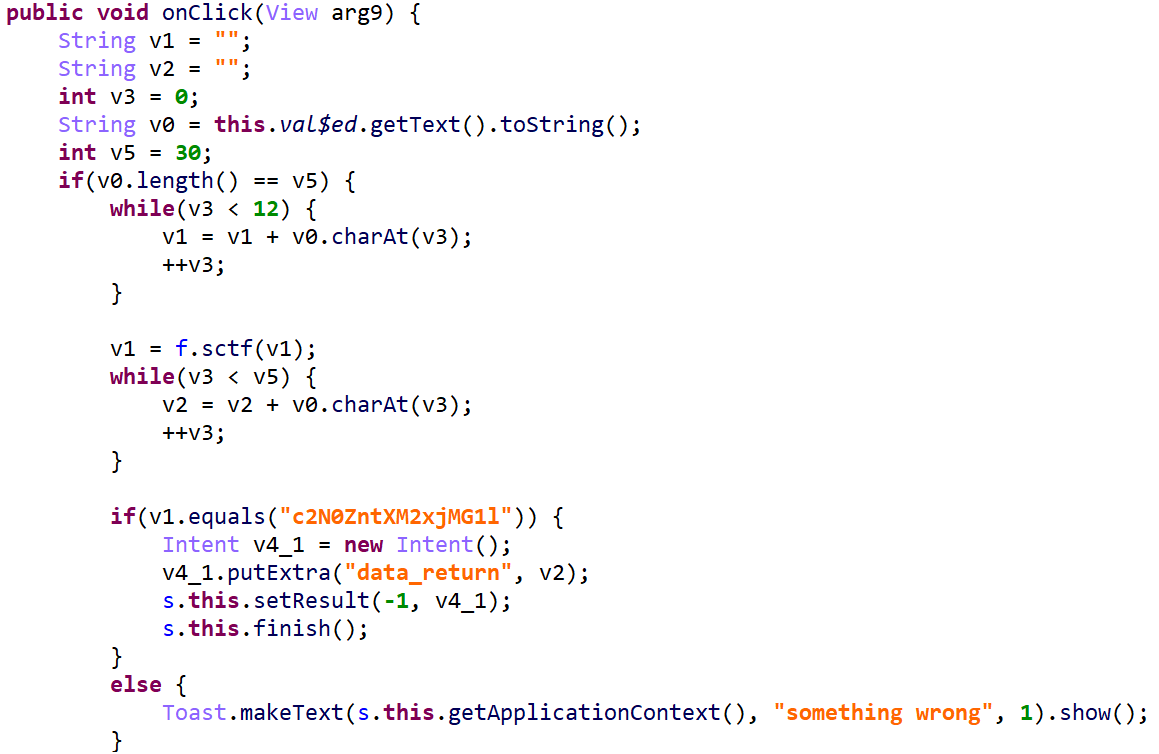 public void onClick(View arg9) {
    String v1 = "";
    String v2 = "";
    int v3 = 0;
    String v0 = this.val$ed.getText().toString();
    int v5 = 30;
    if(v0.length() == v5) {
        while(v3 < 12) {
            v1 = v1 + v0.charAt(v3);
            ++v3;
        }

        v1 = f.sctf(v1);
        while(v3 < v5) {
            v2 = v2 + v0.charAt(v3);
            ++v3;
        }

        if(v1.equals("c2N0ZntXM2xjMG1l")) {
            Intent v4_1 = new Intent();
            v4_1.putExtra("data_return", v2);
            s.this.setResult(-1, v4_1);
            s.this.finish();
        }
        else {
            Toast.makeText(s.this.getApplicationContext(), "something wrong", 1).show();
        }